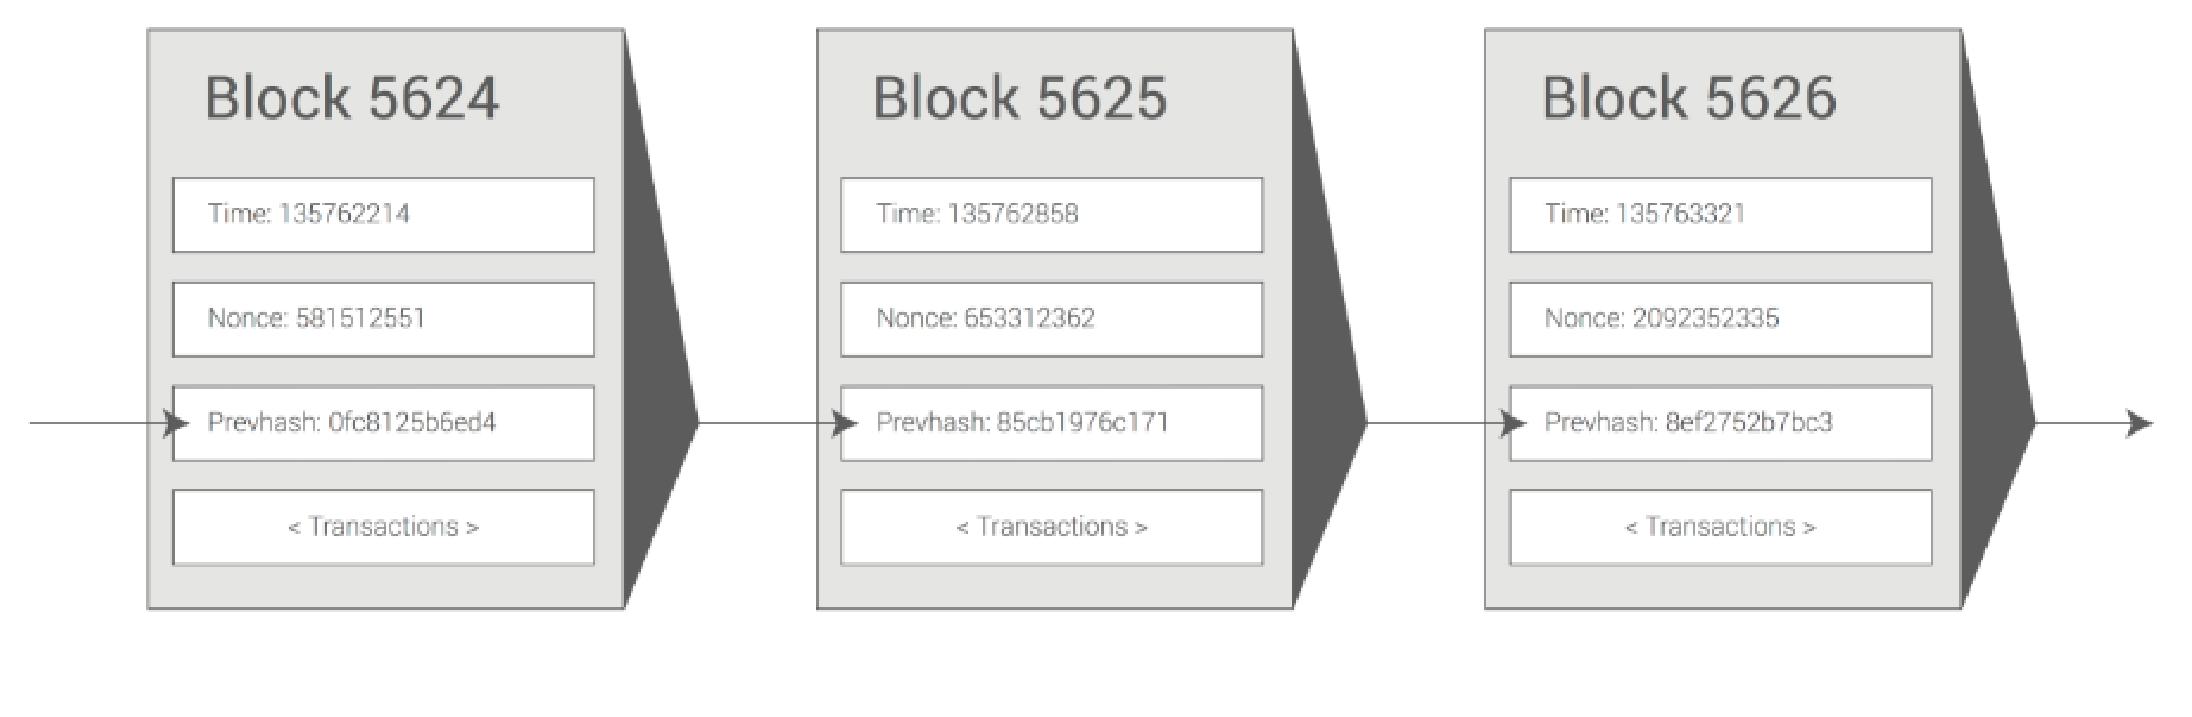 Block 5624
Time: 135762214
Nonce: 581512551
Prevhash: 0fc8125b6ed4
< Transactions >
Block 5625
Time: 135762858
Nonce: 653312362
Prevhash: 85cb1976c171
< Transactions >
Block 5626
Time: 135763321
Nonce: 2092352335
Prevhash: 8ef2752b7bc3
< Transactions >